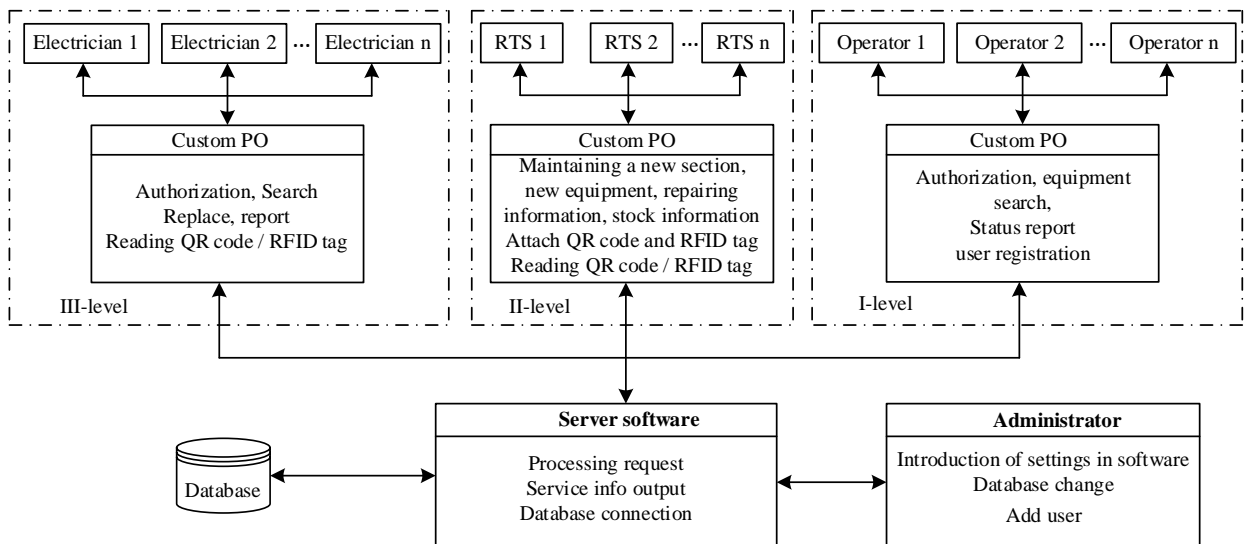 Electrician 1
Electrician 2
...
Electrician n
Custom PO
Authorization, Search
Replace, report
Reading QR code / RFID tag
III-level
RTS 1
RTS 2
...
RTS n
Custom PO
Maintaining a new section,
new equipment, repairing
information, stock information
Attach QR code and RFID tag
Reading QR code / RFID tag
II-level
Operator 1
Operator 2
...
Operator n
Custom PO
Authorization, equipment
search,
Status report
user registration
I-level
Database
Server software
Processing request
Service info output
Database connection
Administrator
Introduction of settings in software
Database change
Add user